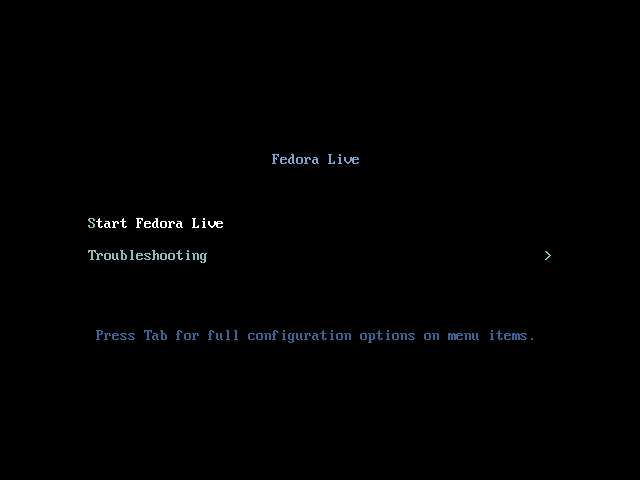 Fedora Live
Start Fedora Live
Troubleshooting >
Press Tab for full configuration options on menu items.